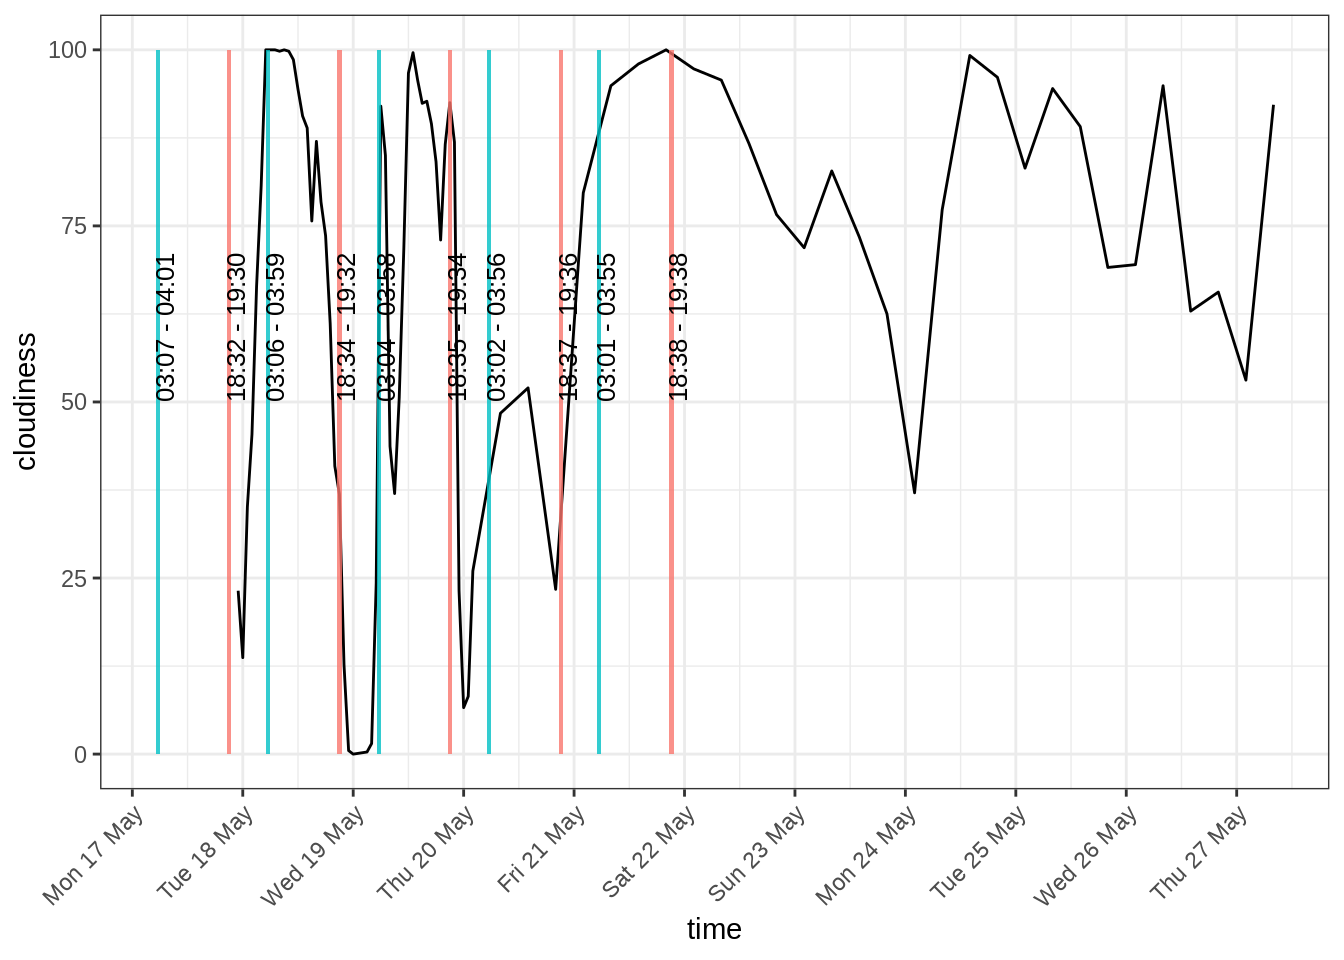 100
75
50
25
0
cloudiness
03:07 - 04:01
18:32 - 19:30
03:06 - 03:59
18:34 - 19:32
03:04 - 03:58
18:35 - 19:34
03:02 - 03:56
18:37 - 19:36
03:01 - 03:55
18:38 - 19:38
Mon 17 May
Tue 18 May
Wed 19 May
Thu 20 May
Fri 21 May
Sat 22 May
Sun 23 May
Mon 24 May
Tue 25 May
Wed 26 May
Thu 27 May
time